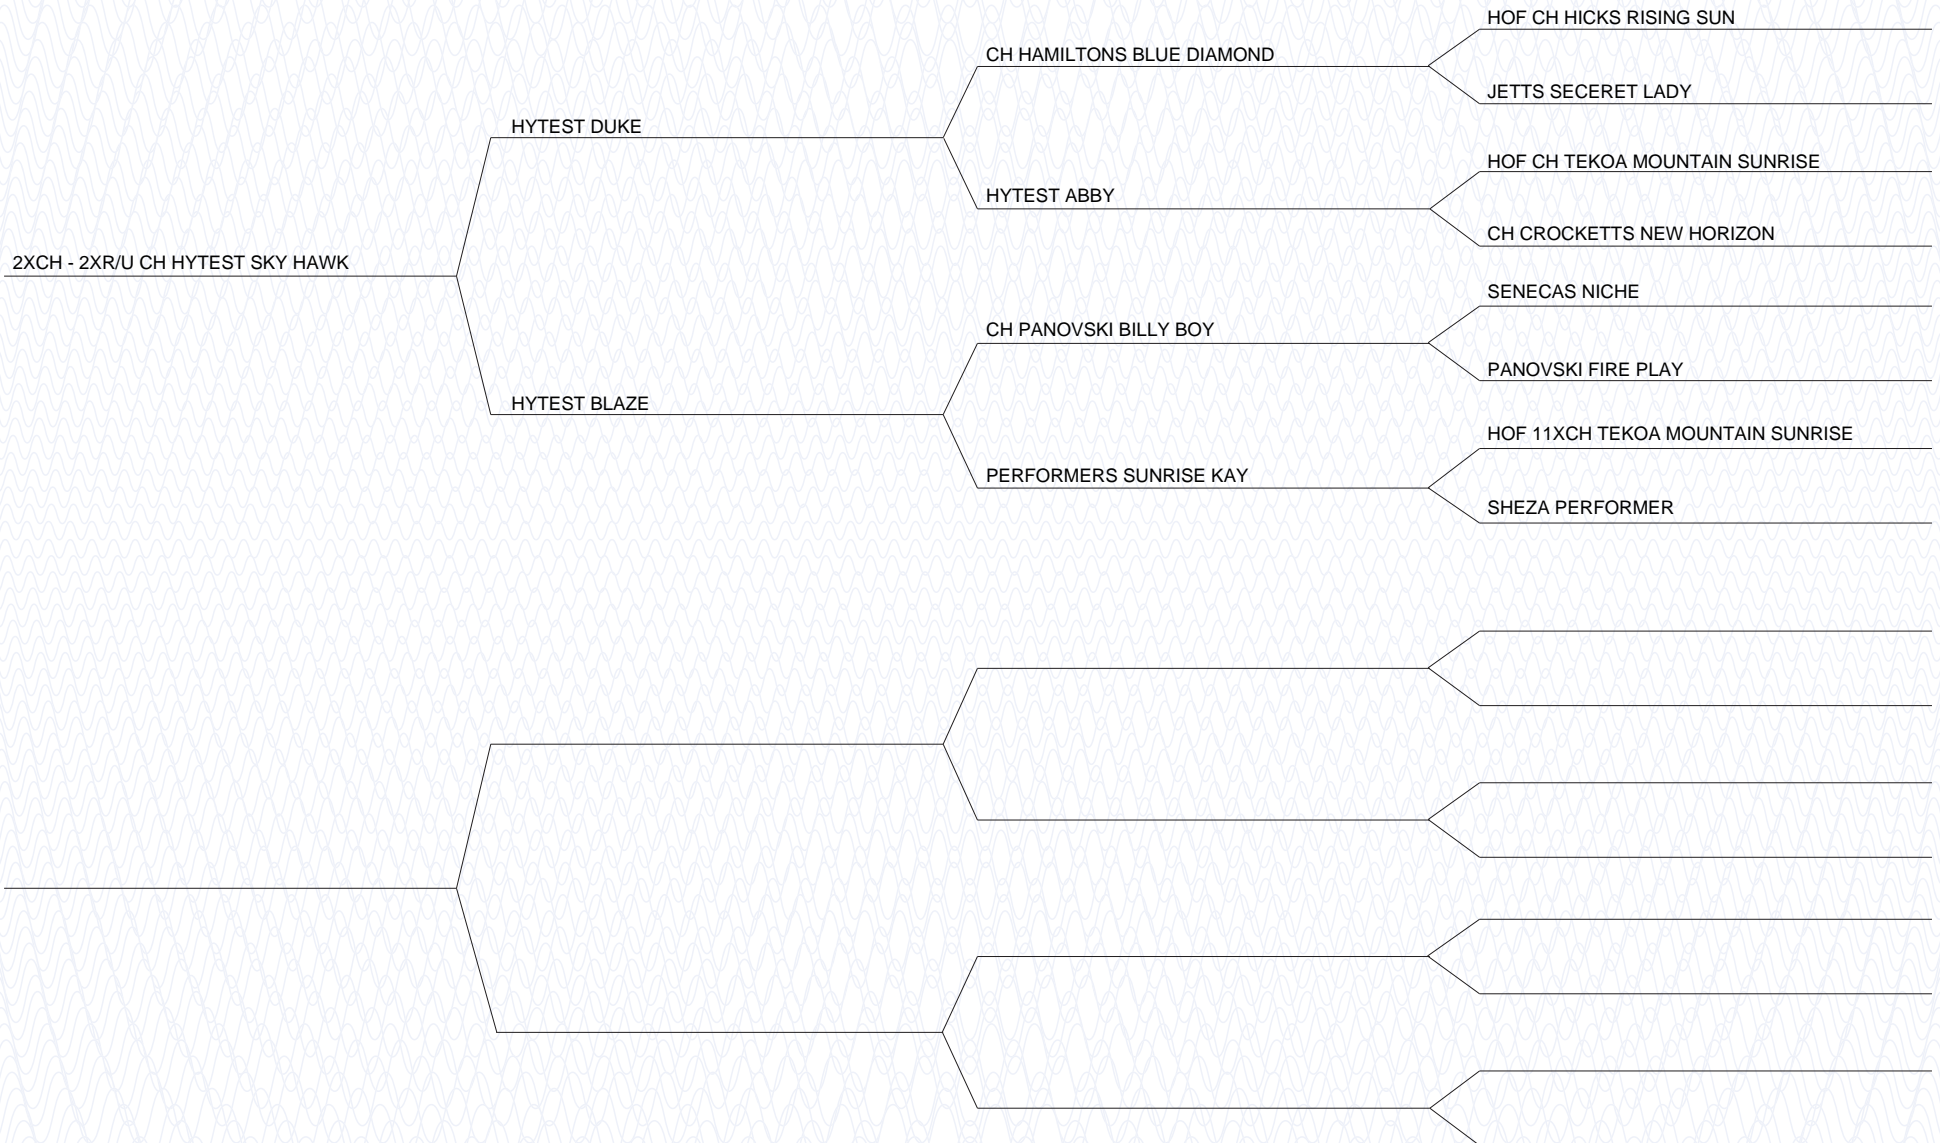 HOF CH HICKS RISING SUN
CH HAMILTONS BLUE DIAMOND
JETTS SECERET LADY
HYTEST DUKE
HOF CH TEKOA MOUNTAIN SUNRISE
HYTEST ABBY
CH CROCKETTS NEW HORIZON
2XCH - 2XR/U CH HYTEST SKY HAWK
SENECAS NICHE
CH PANOVSKI BILLY BOY
PANOVSKI FIRE PLAY
HYTEST BLAZE
HOF 11XCH TEKOA MOUNTAIN SUNRISE
PERFORMERS SUNRISE KAY
SHEZA PERFORMER